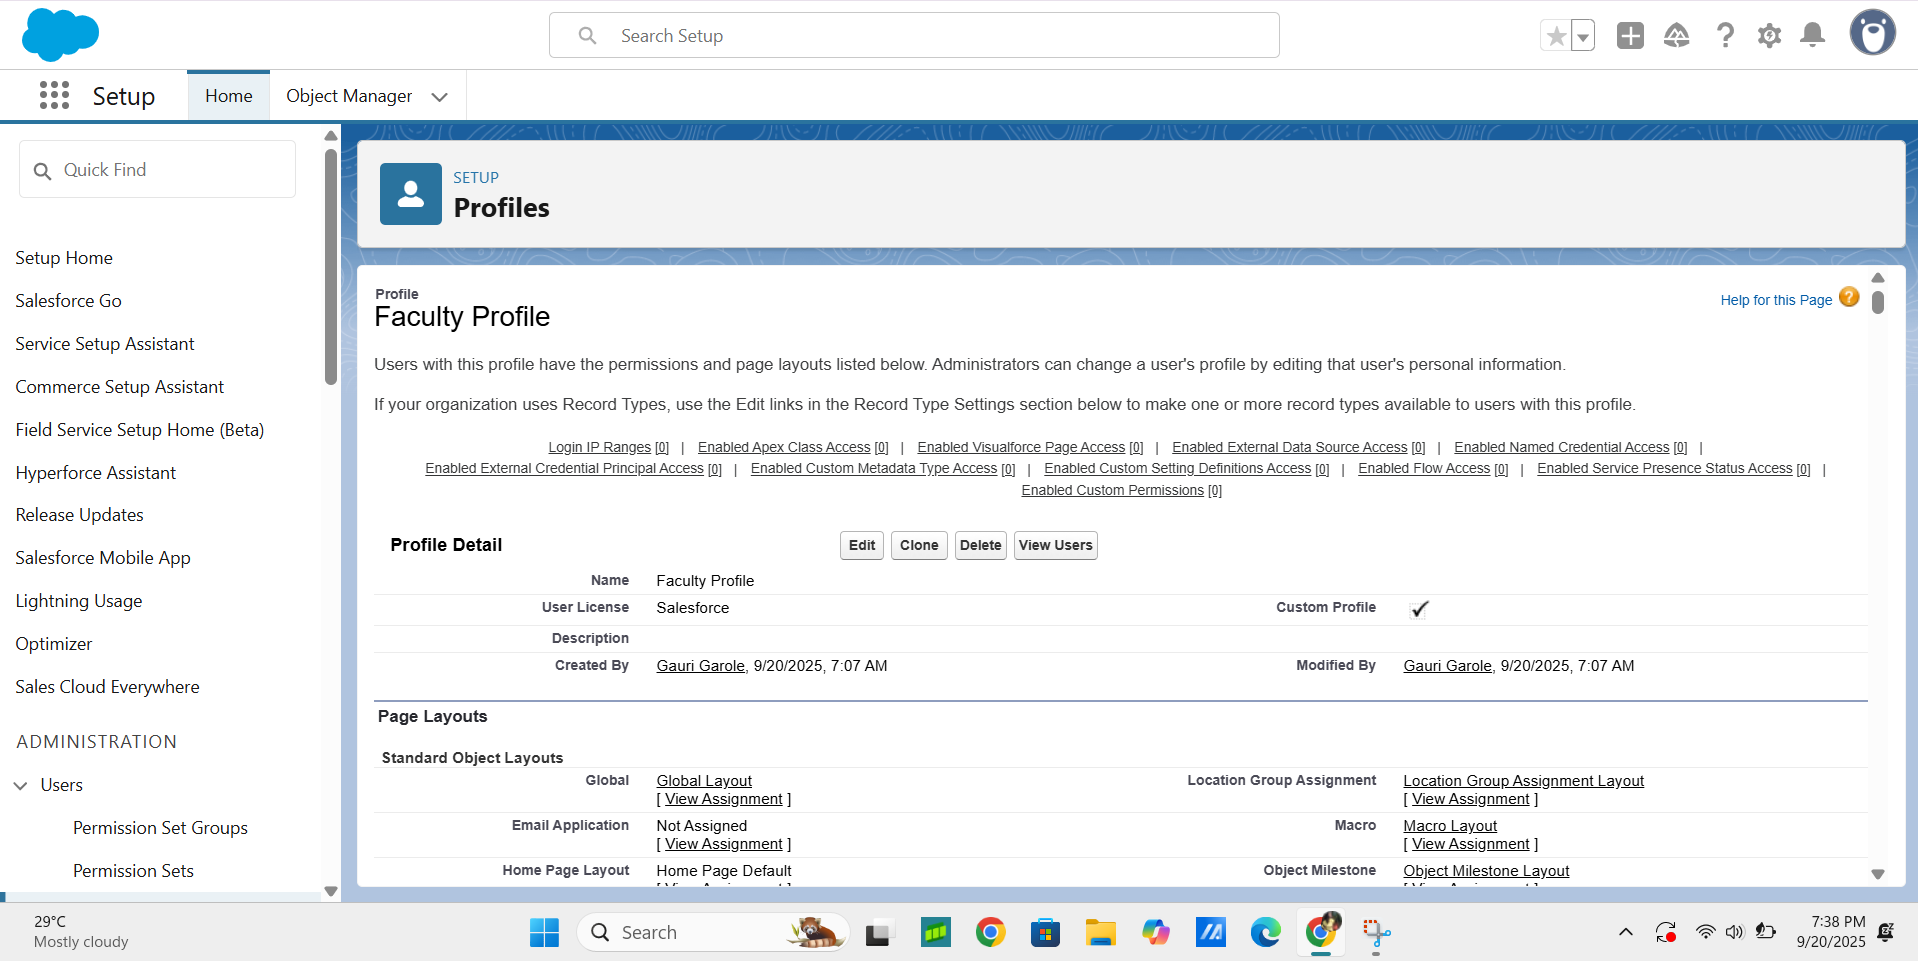 Search Setup
Setup
Home
Object Manager
Quick Find
Setup Home
Salesforce Go
Service Setup Assistant
Commerce Setup Assistant
Field Service Setup Home (Beta)
Hyperforce Assistant
Release Updates
Salesforce Mobile App
Lightning Usage
Optimizer
Sales Cloud Everywhere
ADMINISTRATION
Users
Permission Set Groups
Permission Sets
SETUP
Profiles
Profile
Faculty Profile
Help for this Page
Users with this profile have the permissions and page layouts listed below. Administrators can change a user's profile by editing that user's personal information.
If your organization uses Record Types, use the Edit links in the Record Type Settings section below to make one or more record types available to users with this profile.
Login IP Ranges [0] | Enabled Apex Class Access [0] | Enabled Visualforce Page Access [0] | Enabled External Data Source Access [0] | Enabled Named Credential Access [0] |
Enabled External Credential Principal Access [0] | Enabled Custom Metadata Type Access [0] | Enabled Custom Setting Definitions Access [0] | Enabled Flow Access [0] | Enabled Service Presence Status Access [0] |
Enabled Custom Permissions [0]
Profile Detail
Edit Clone Delete View Users
Name Faculty Profile
User License Salesforce Custom Profile
Description
Created By Gauri Garole, 9/20/2025, 7:07 AM Modified By Gauri Garole, 9/20/2025, 7:07 AM
Page Layouts
Standard Object Layouts
Global Global Layout Location Group Assignment Location Group Assignment Layout
[ View Assignment ] [ View Assignment ]
Email Application Not Assigned Macro Macro Layout
[ View Assignment ] [ View Assignment ]
Home Page Layout Home Page Default Object Milestone Object Milestone Layout
29°C
Mostly cloudy
Search
7:38 PM
9/20/2025